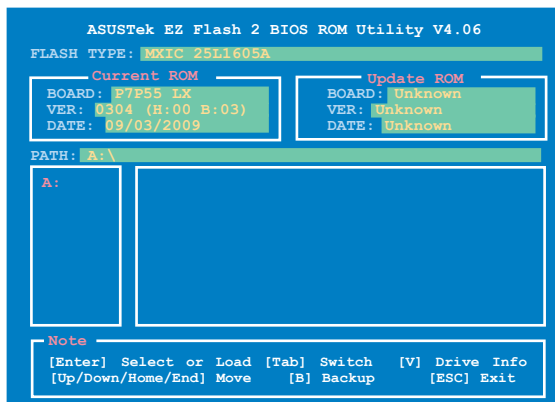 ASUSTek EZ Flash 2 BIOS ROM Utility V4.06
FLASH TYPE: MXIC 25L1605A
Current ROM
BOARD: P7P55 LX
VER: 0304 (H:00 B:03)
DATE: 09/03/2009
Update ROM
BOARD: Unknown
VER: Unknown
DATE: Unknown
PATH: A:\
A:
Note
[Enter] Select or Load [Tab] Switch [V] Drive Info
[Up/Down/Home/End] Move [B] Backup [ESC] Exit